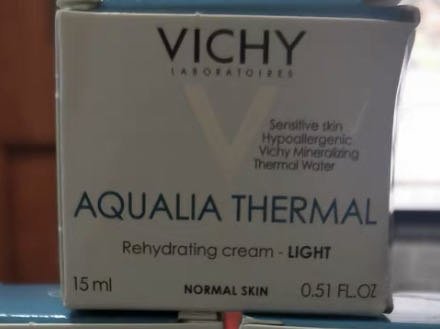 VICHY
LABORATOIRES
Sensitive skin
Hypoallergenic
Vichy Mineralizing
Thermal Water
AQUALIA THERMAL
Rehydrating cream - LIGHT
15 ml NORMAL SKIN 0.51 FL.OZ